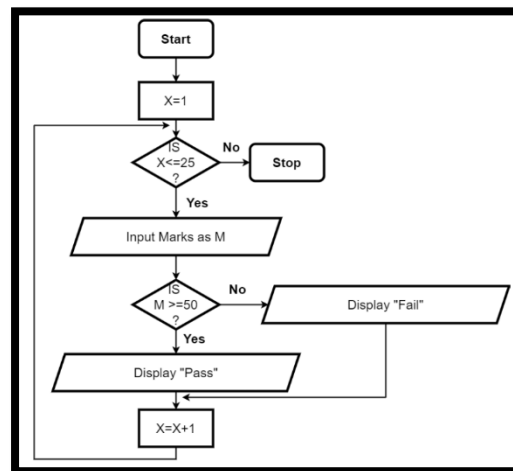 Start
X=1
IS
X<=25
?
No
Stop
Yes
Input Marks as M
IS
M >=50
?
No
Display "Fail"
Yes
Display "Pass"
X=X+1